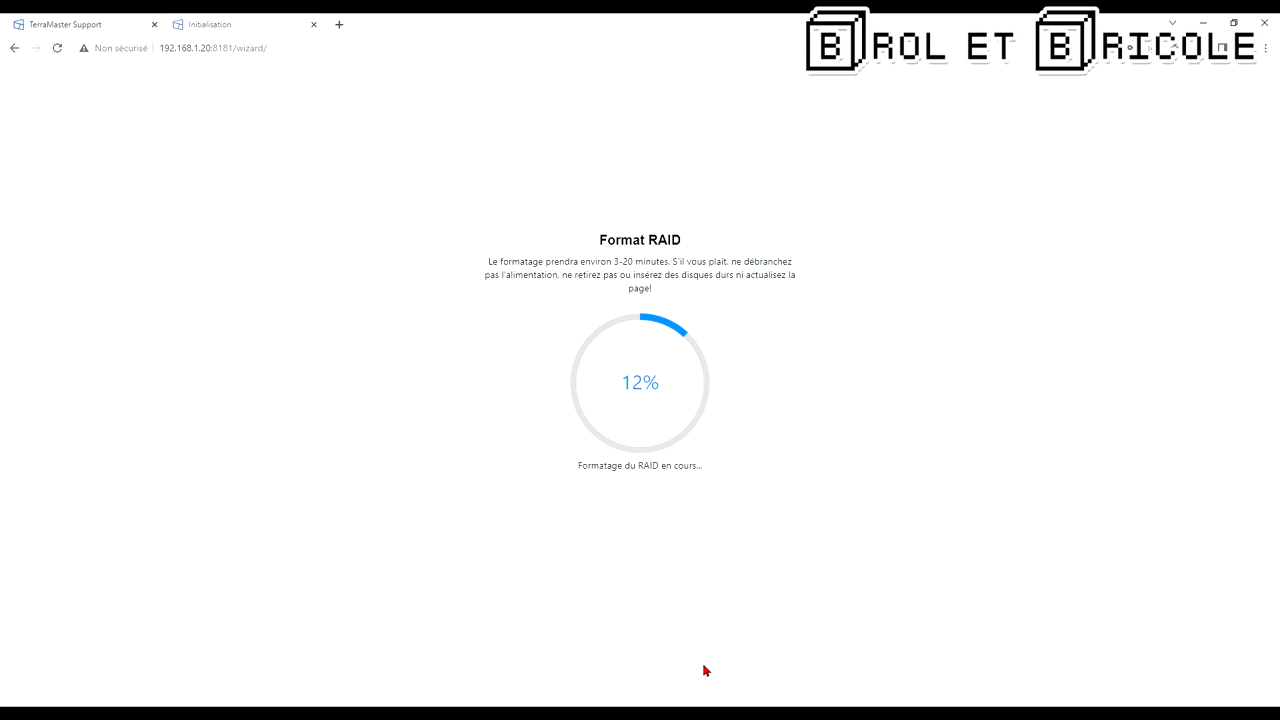 TerraMaster Support
Initialisation
BROL ET BRICOLE
Non sécurisé
192.168.1.20:8181/wizard/
Format RAID
Le formatage prendra environ 3-20 minutes. S'il vous plaît, ne débranchez
pas l'alimentation, ne retirez pas ou insérez des disques durs ni actualisez la
page!
12%
Formatage du RAID en cours...